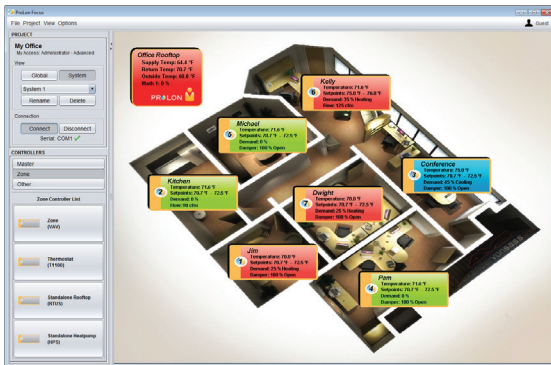 ProLon Focus
File Project View Options
Guest
PROJECT
My Office
My Access: Administrator - Advanced
View
Global System
System 1
Rename Delete
Connection
Connect Disconnect
Serial: COM1
CONTROLLERS
Master
Zone
Other
Zone Controller List
Zone
(VAV)
Thermostat
(T1100)
Standalone Rooftop
(RTUS)
Standalone Heatpump
(HPS)
Office Rooftop
Supply Temp: 64.4 °F
Return Temp: 70.7 °F
Outside Temp: 60.8 °F
Math 1: 0 %
PROLON
Kelly
6
Temperature: 71.6 °F
Setpoints: 75.0 °F - 76.8 °F
Demand: 35 % Heating
Flow: 125 cfm
Michael
5
Temperature: 71.6 °F
Setpoints: 70.7 °F - 72.5 °F
Demand: 0 %
Damper: 100 % Open
Conference
3
Temperature: 75.0 °F
Setpoints: 70.7 °F - 72.5 °F
Demand: 45 % Cooling
Damper: 100 % Open
Kitchen
2
Temperature: 71.6 °F
Setpoints: 70.7 °F - 72.5 °F
Demand: 0 %
Flow: 90 cfm
Dwight
7
Temperature: 70.0 °F
Setpoints: 70.7 °F - 72.5 °F
Demand: 25 % Heating
Damper: 100 % Open
Jim
1
Temperature: 70.0 °F
Setpoints: 70.7 °F - 72.5 °F
Demand: 25 % Heating
Damper: 100 % Open
Pam
4
Temperature: 71.6 °F
Setpoints: 70.7 °F - 72.5 °F
Demand: 0 %
Damper: 100 % Open